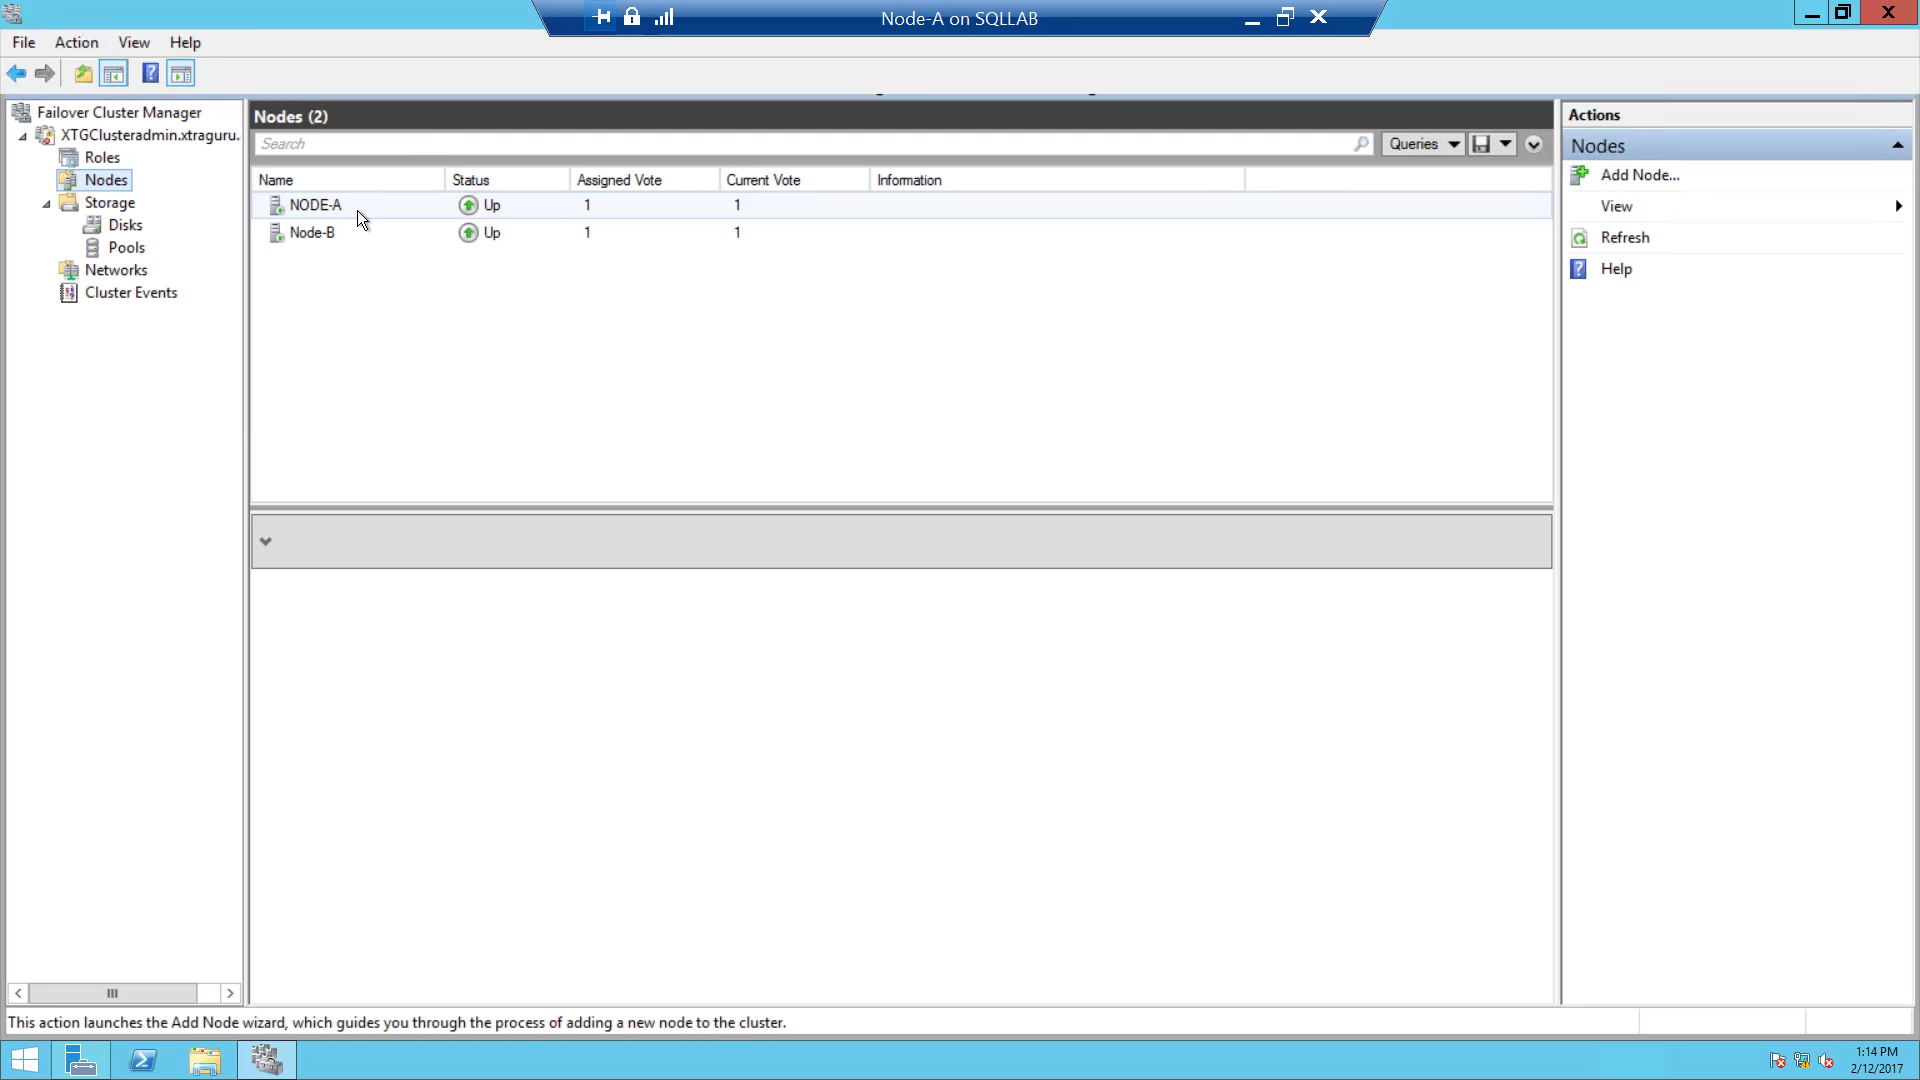 Node-A on SQLLAB
File Action View Help
Failover Cluster Manager
XTGClusteradmin.xtraguru.
Roles
Nodes
Storage
Disks
Pools
Networks
Cluster Events
Nodes (2)
Search
Queries
Name Status Assigned Vote Current Vote Information
NODE-A Up 1 1
Node-B Up 1 1
Actions
Nodes
Add Node...
View
Refresh
Help
This action launches the Add Node wizard, which guides you through the process of adding a new node to the cluster.
1:14 PM
2/12/2017